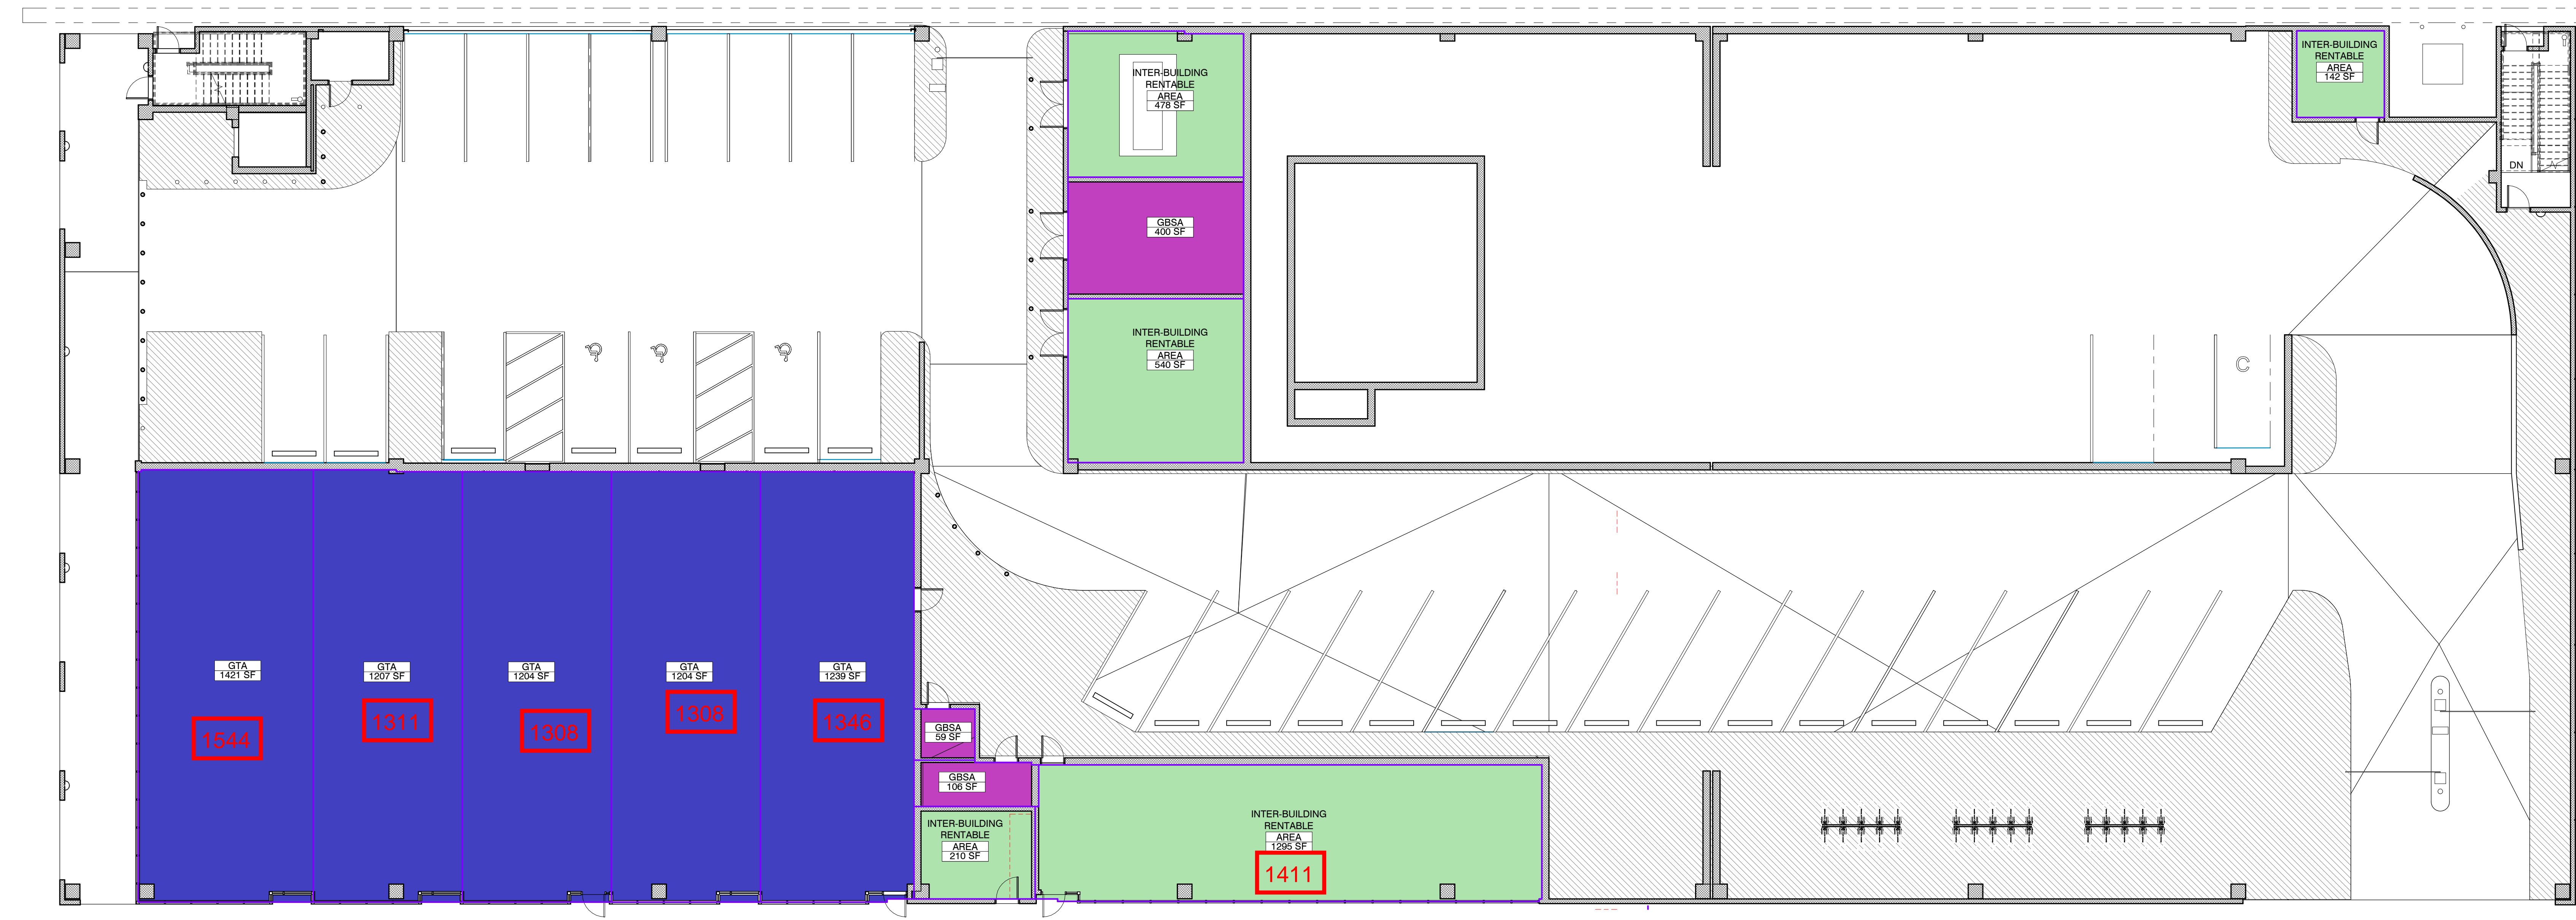 INTER-BUILDING
RENTABLE
AREA
478 SF
INTER-BUILDING
RENTABLE
AREA
142 SF
DN
GBSA
400 SF
INTER-BUILDING
RENTABLE
AREA
540 SF
C
GTA
1421 SF
GTA
1207 SF
GTA
1204 SF
GTA
1204 SF
GTA
1239 SF
1544
1311
1308
1308
1346
GBSA
59 SF
GBSA
106 SF
INTER-BUILDING
RENTABLE
AREA
210 SF
INTER-BUILDING
RENTABLE
AREA
1295 SF
1411